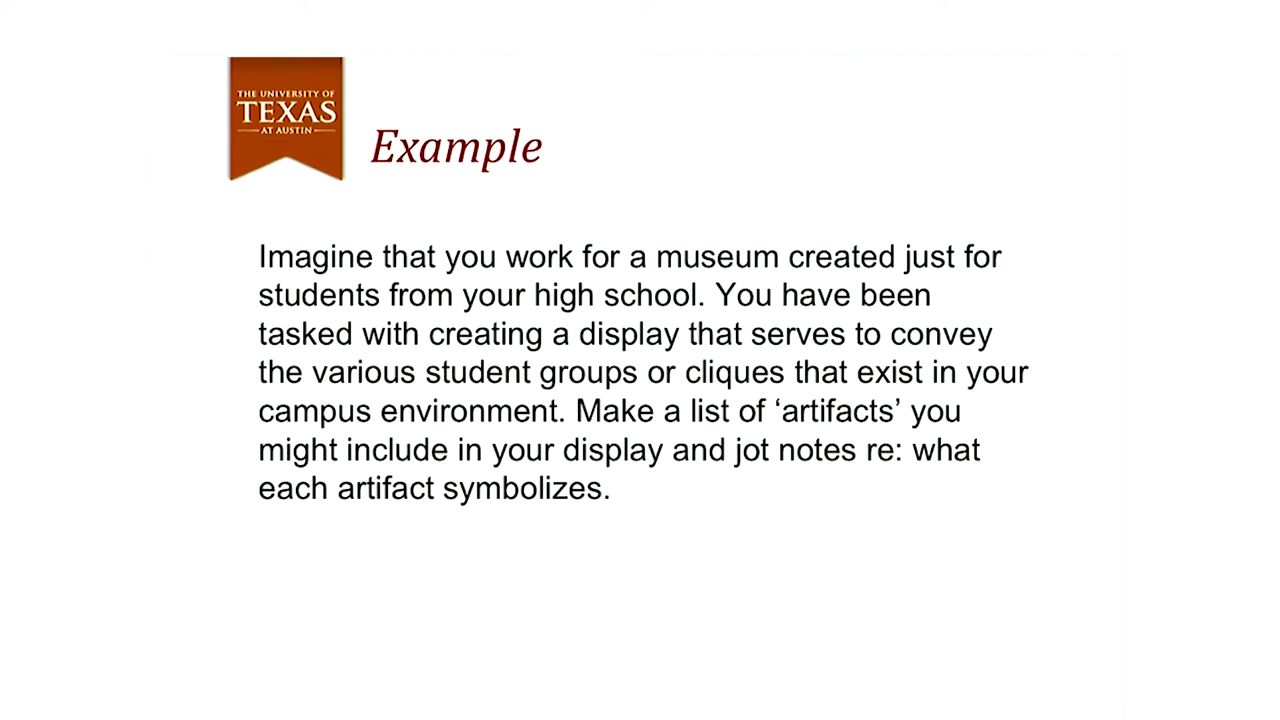 THE UNIVERSITY OF
TEXAS
AT AUSTIN
Example
Imagine that you work for a museum created just for
students from your high school. You have been
tasked with creating a display that serves to convey
the various student groups or cliques that exist in your
campus environment. Make a list of ‘artifacts’ you
might include in your display and jot notes re: what
each artifact symbolizes.